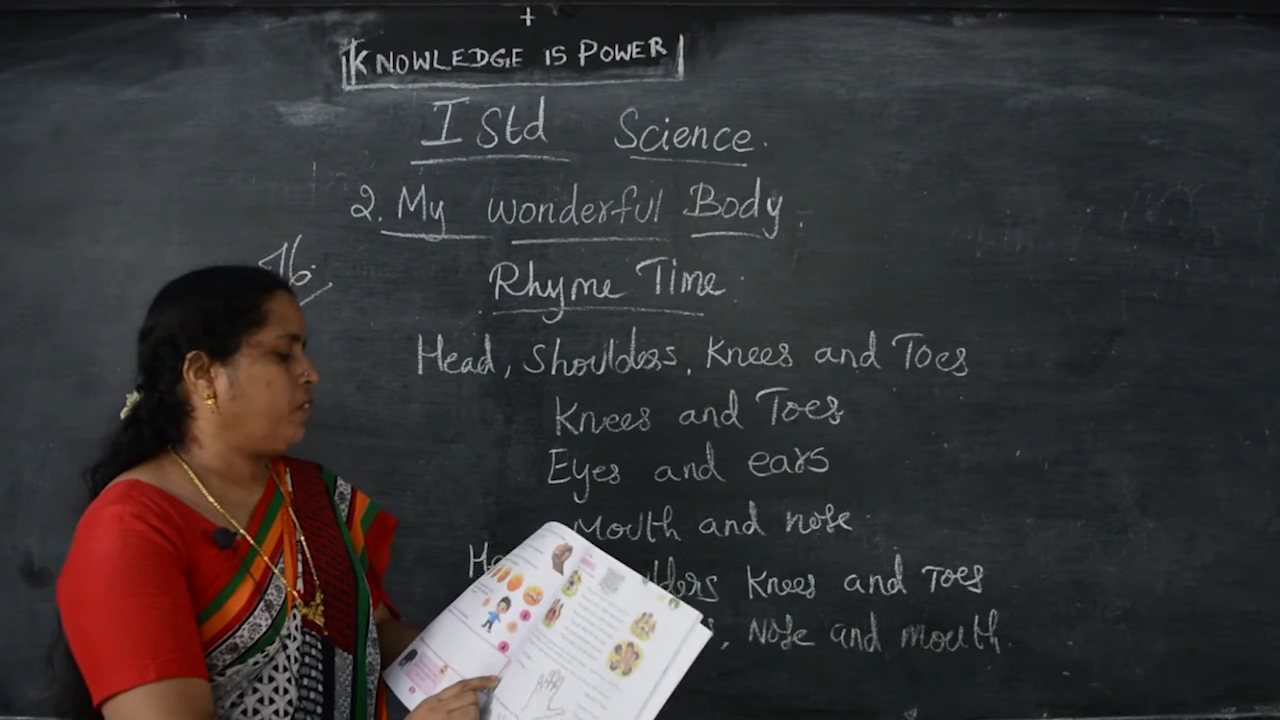 +
KNOWLEDGE IS POWER
I Std Science.
2. My wonderful Body.
Rhyme Time.
Head, Shoulders, Knees and Toes
Knees and Toes
Eyes and ears
Mouth and nose.
Knees and Toes
, Nose and mouth.